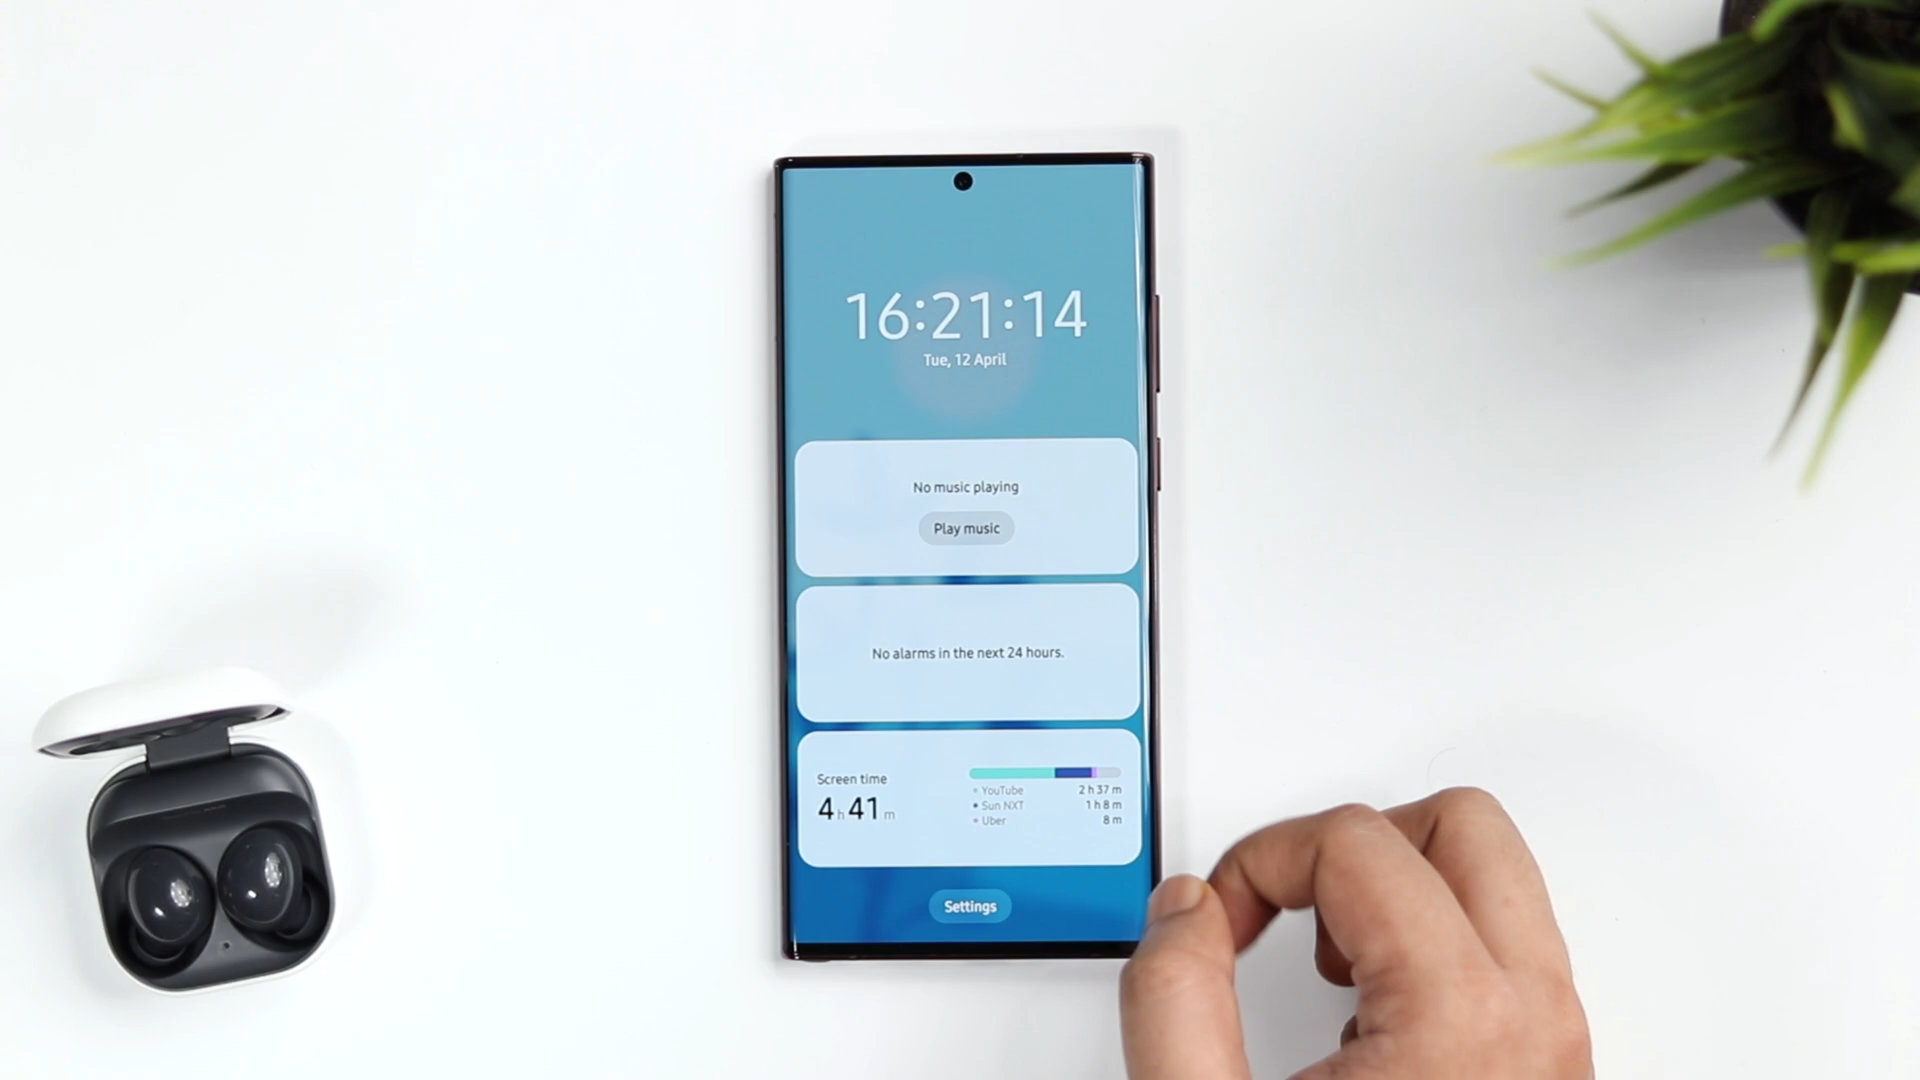 16:21:14
Tue, 12 April
No music playing
Play music
No alarms in the next 24 hours.
Screen time
4 h 41 m
YouTube 2 h 37 m
Sun NXT 1 h 8 m
Uber 8 m
Settings